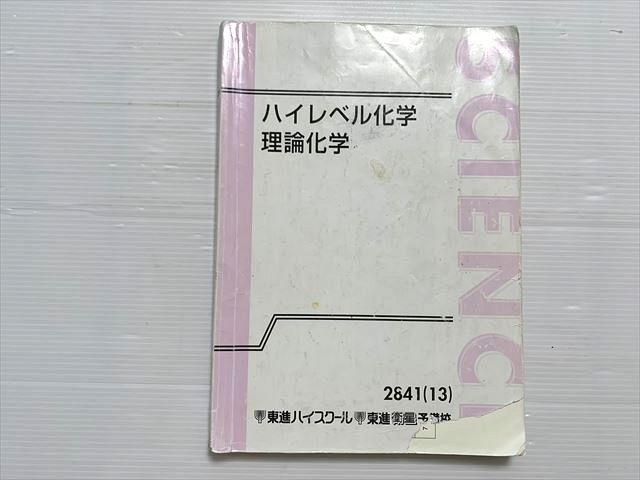 ハイレベル化学
理論化学
SCIENC
2841(13)
東進ハイスクール 東進衛星予備校